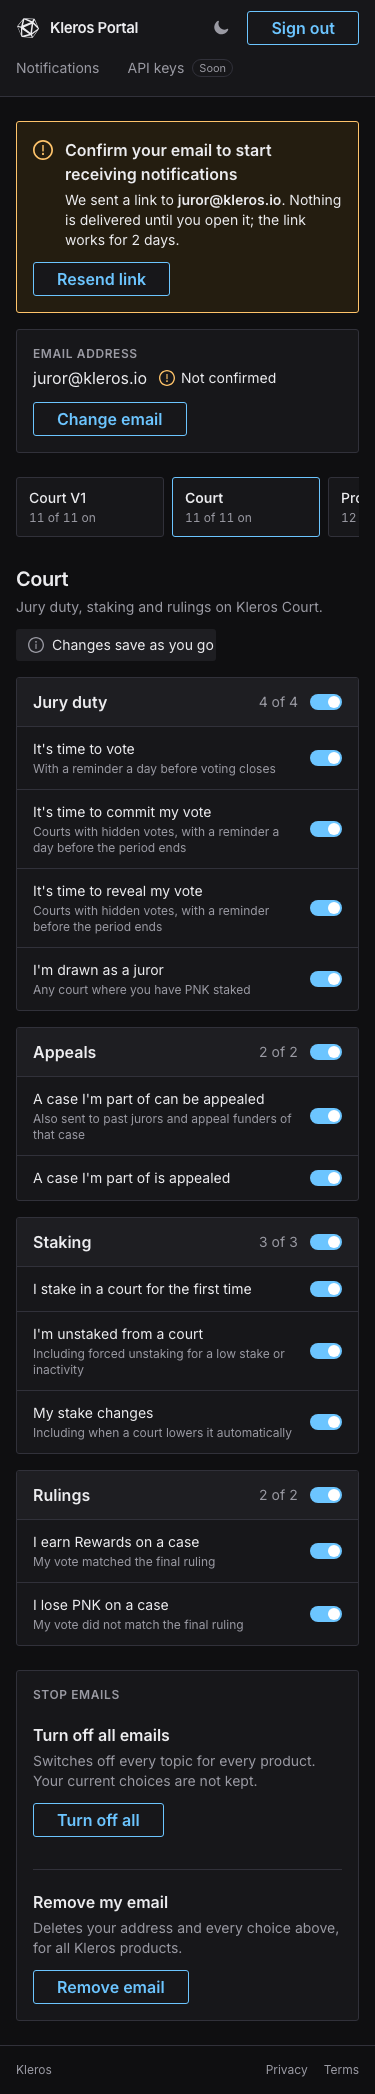 Kleros Portal
Sign out
Notifications API keys Soon
Confirm your email to start
receiving notifications
We sent a link to juror@kleros.io. Nothing
is delivered until you open it; the link
works for 2 days.
Resend link
EMAIL ADDRESS
juror@kleros.io Not confirmed
Change email
Court V1
11 of 11 on
Court
11 of 11 on
Pro
12
Court
Jury duty, staking and rulings on Kleros Court.
Changes save as you go
Jury duty 4 of 4
It's time to vote
With a reminder a day before voting closes
It's time to commit my vote
Courts with hidden votes, with a reminder a
day before the period ends
It's time to reveal my vote
Courts with hidden votes, with a reminder
before the period ends
I'm drawn as a juror
Any court where you have PNK staked
Appeals 2 of 2
A case I'm part of can be appealed
Also sent to past jurors and appeal funders of
that case
A case I'm part of is appealed
Staking 3 of 3
I stake in a court for the first time
I'm unstaked from a court
Including forced unstaking for a low stake or
inactivity
My stake changes
Including when a court lowers it automatically
Rulings 2 of 2
I earn Rewards on a case
My vote matched the final ruling
I lose PNK on a case
My vote did not match the final ruling
STOP EMAILS
Turn off all emails
Switches off every topic for every product.
Your current choices are not kept.
Turn off all
Remove my email
Deletes your address and every choice above,
for all Kleros products.
Remove email
Kleros Privacy Terms